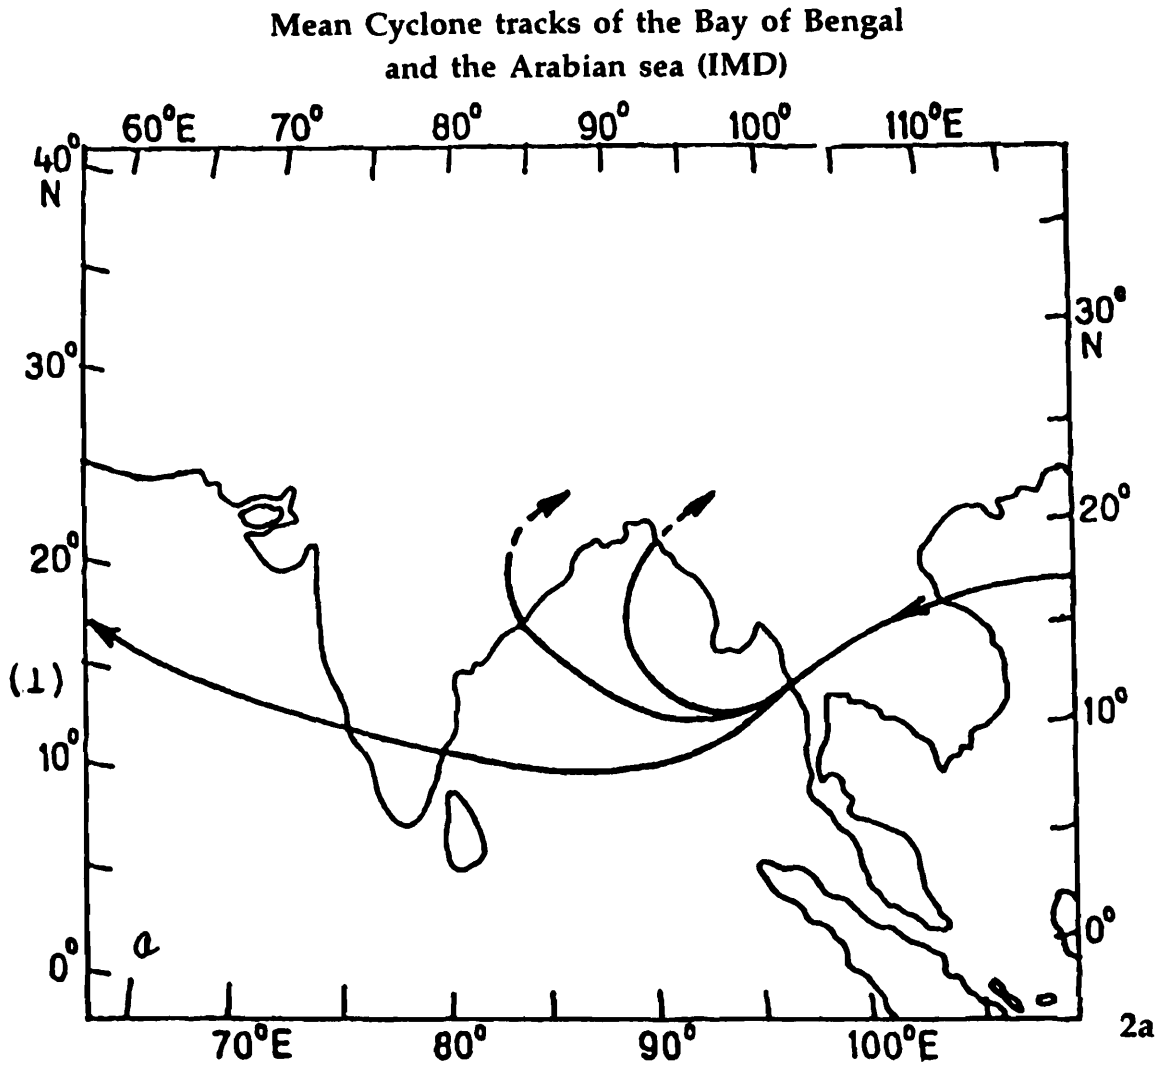 Mean Cyclone tracks of the Bay of Bengal
and the Arabian sea (IMD)
60°E 70° 80° 90° 100° 110°E
40°
N
30°
N
30°
20°
20°
(1)
10°
10°
a
0°
0°
70°E 80° 90° 100°E
2a